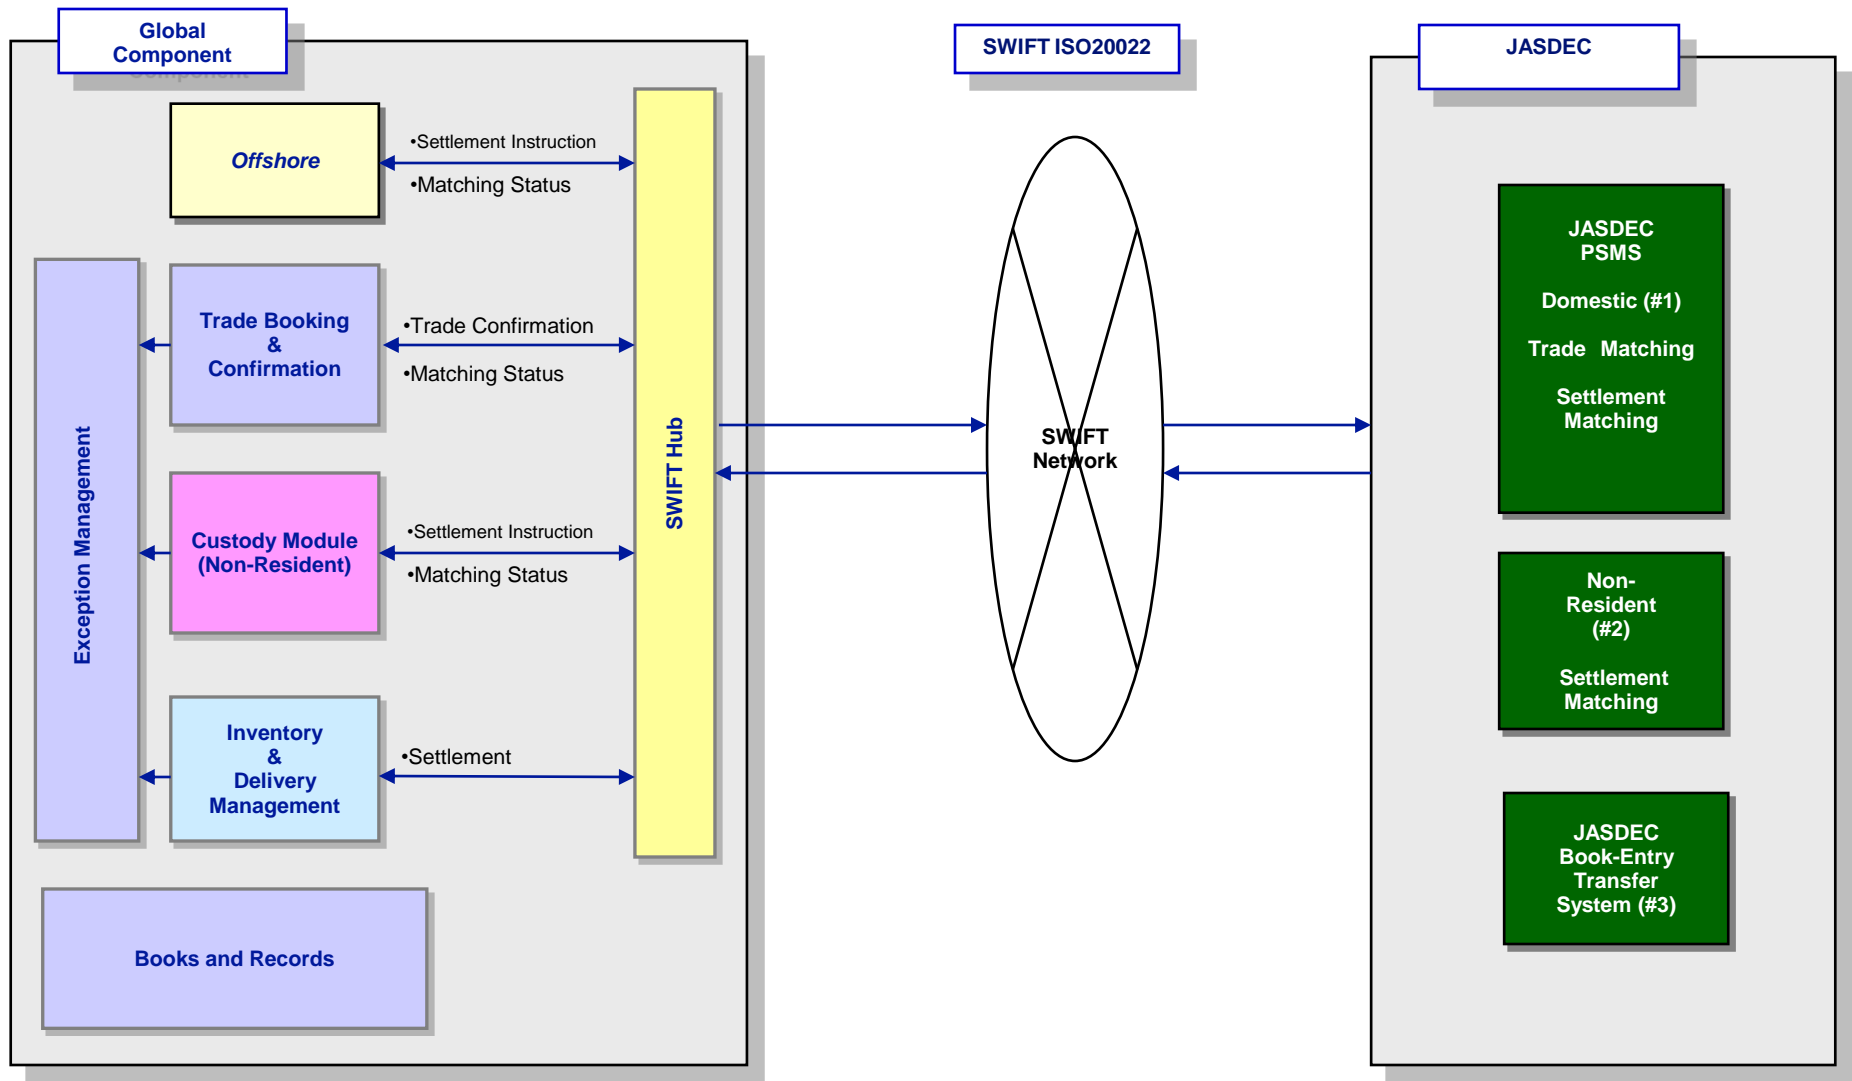 Global
Component
SWIFT ISO20022
JASDEC
Offshore
•Settlement Instruction
•Matching Status
Trade Booking
&
Confirmation
•Trade Confirmation
•Matching Status
Exception Management
Custody Module
(Non-Resident)
•Settlement Instruction
•Matching Status
Inventory
&
Delivery
Management
•Settlement
SWIFT Hub
Books and Records
SWIFT
Network
JASDEC
PSMS
Domestic (#1)
Trade Matching
Settlement
Matching
Non-
Resident
(#2)
Settlement
Matching
JASDEC
Book-Entry
Transfer
System (#3)